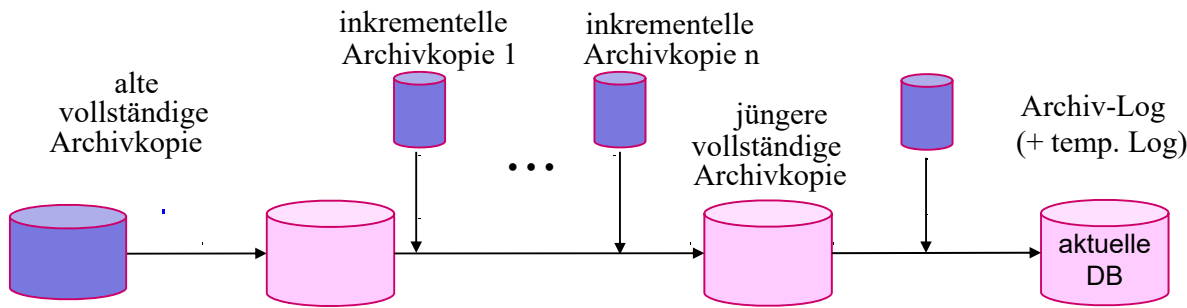 alte
vollständige
Archivkopie
inkrementelle
Archivkopie 1
...
inkrementelle
Archivkopie n
jüngere
vollständige
Archivkopie
Archiv-Log
(+ temp. Log)
aktuelle
DB